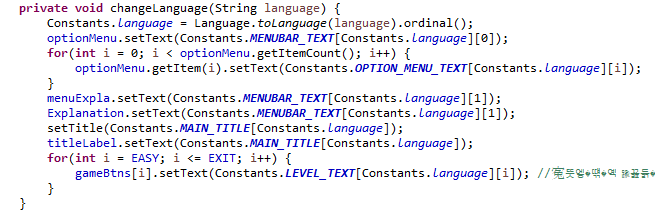 private void changeLanguage(String language) {
Constants.language = Language.toLanguage(language).ordinal();
optionMenu.setText(Constants.MENUBAR_TEXT[Constants.language][0]);
for(int i = 0; i < optionMenu.getItemCount(); i++) {
optionMenu.getItem(i).setText(Constants.OPTION_MENU_TEXT[Constants.language][i]);
}
menuExpla.setText(Constants.MENUBAR_TEXT[Constants.language][1]);
Explanation.setText(Constants.MENUBAR_TEXT[Constants.language][1]);
setTitle(Constants.MAIN_TITLE[Constants.language]);
titleLabel.setText(Constants.MAIN_TITLE[Constants.language]);
for(int i = EASY; i <= EXIT; i++) {
gameBtns[i].setText(Constants.LEVEL_TEXT[Constants.language][i]); //
}
}